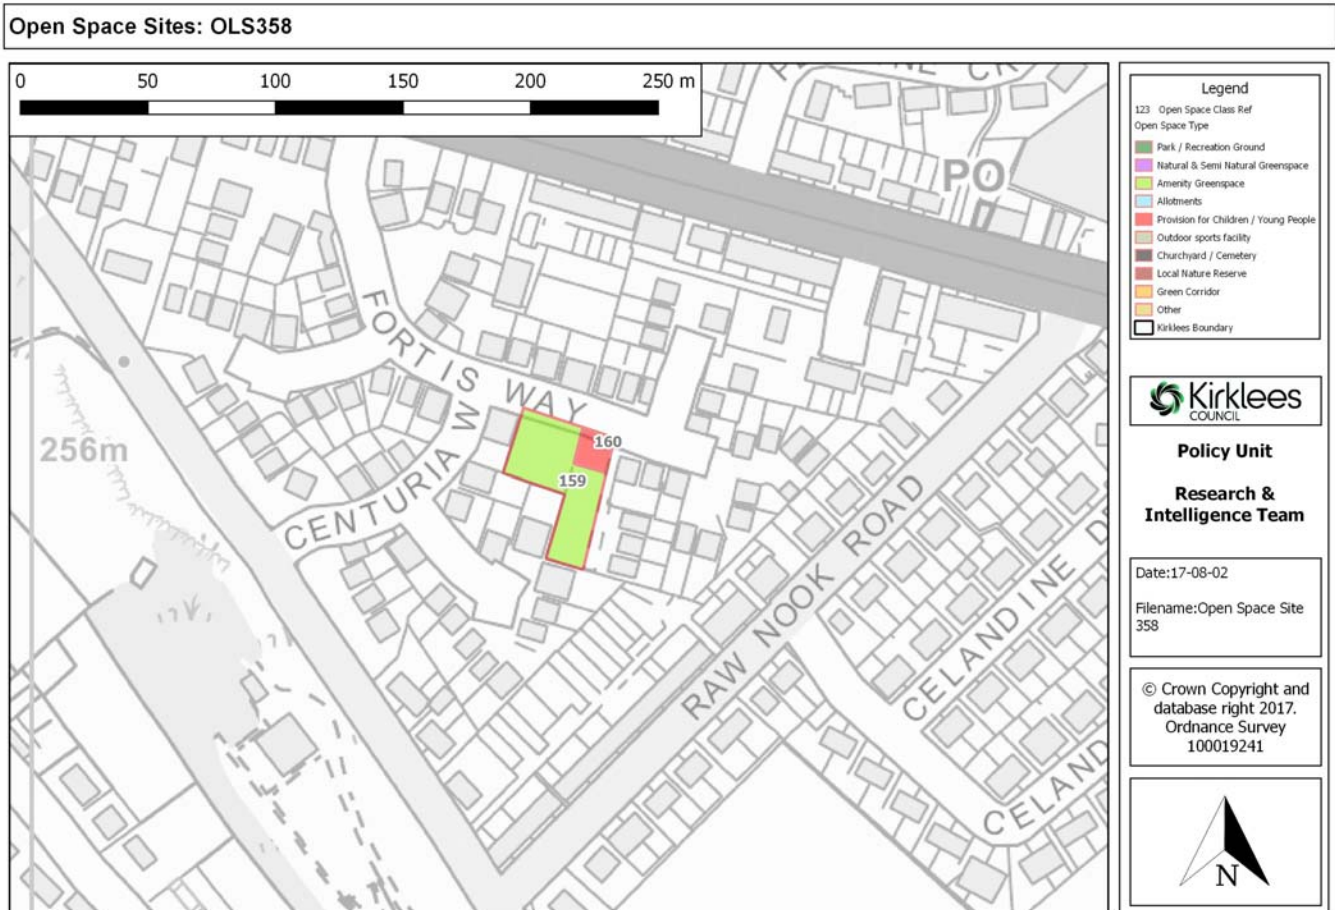 Open Space Sites: OLS358
0 50 100 150 200 250 m
PO
FORTIS WAY
256m
CENTURIA W
160
159
RAW NOOK ROAD
CELANDINE D
CELAND
Legend
123 Open Space Class Ref
Open Space Type
Park / Recreation Ground
Natural & Semi Natural Greenspace
Amenity Greenspace
Allotments
Provision for Children / Young People
Outdoor sports facility
Churchyard / Cemetery
Local Nature Reserve
Green Corridor
Other
Kirklees Boundary
Kirklees
COUNCIL
Policy Unit
Research &
Intelligence Team
Date:17-08-02
Filename:Open Space Site
358
© Crown Copyright and
database right 2017.
Ordnance Survey
100019241
N